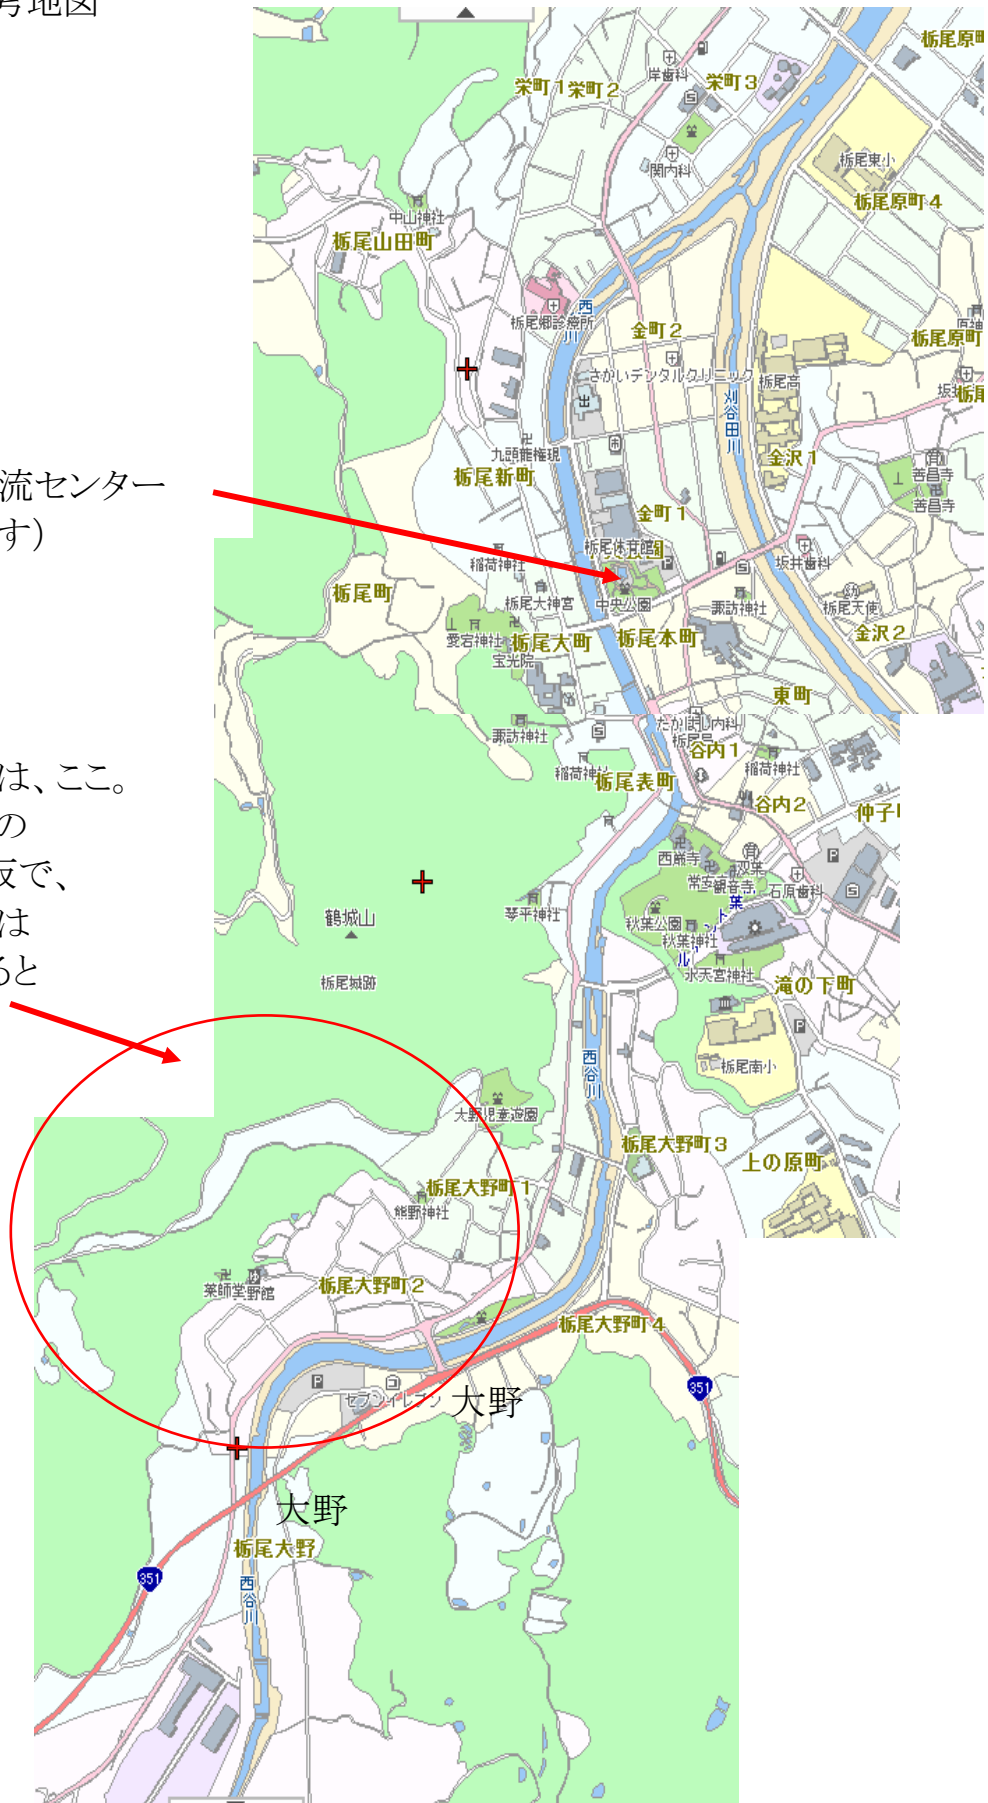 考地図
流センター
す)
は、ここ。
の
坂で、
は
ると
栃尾原町
岸歯科
栄町1
栄町2
栄町3
関内科
栃尾東小
栃尾原町4
中山神社
栃尾山田町
栃尾郷診療所
西川
金町2
さかいデンタルクリニック
栃尾高
刈谷田川
栃尾原町
九頭龍権現
栃尾新町
金沢1
善昌寺
善昌寺
金町1
栃尾体育館
稲荷神社
栃尾町
栃尾大神宮
中央公園
諏訪神社
坂井歯科
栃尾天使
愛宕神社
宝光院
栃尾大町
栃尾本町
金沢2
東町
諏訪神社
たかはし内科
谷内1
稲荷神社
稲荷神社
栃尾表町
谷内2
仲子町
西厳寺
常安寺
観音寺
石原歯科
琴平神社
鶴城山
秋葉公園
秋葉神社
栃尾城跡
水天宮神社
滝の下町
西谷川
栃尾南小
大野児童遊園
栃尾大野町3
上の原町
栃尾大野町1
熊野神社
薬師堂
栃尾大野町2
栃尾大野町4
351
セブンイレブン
大野
大野
栃尾大野
351
西谷川